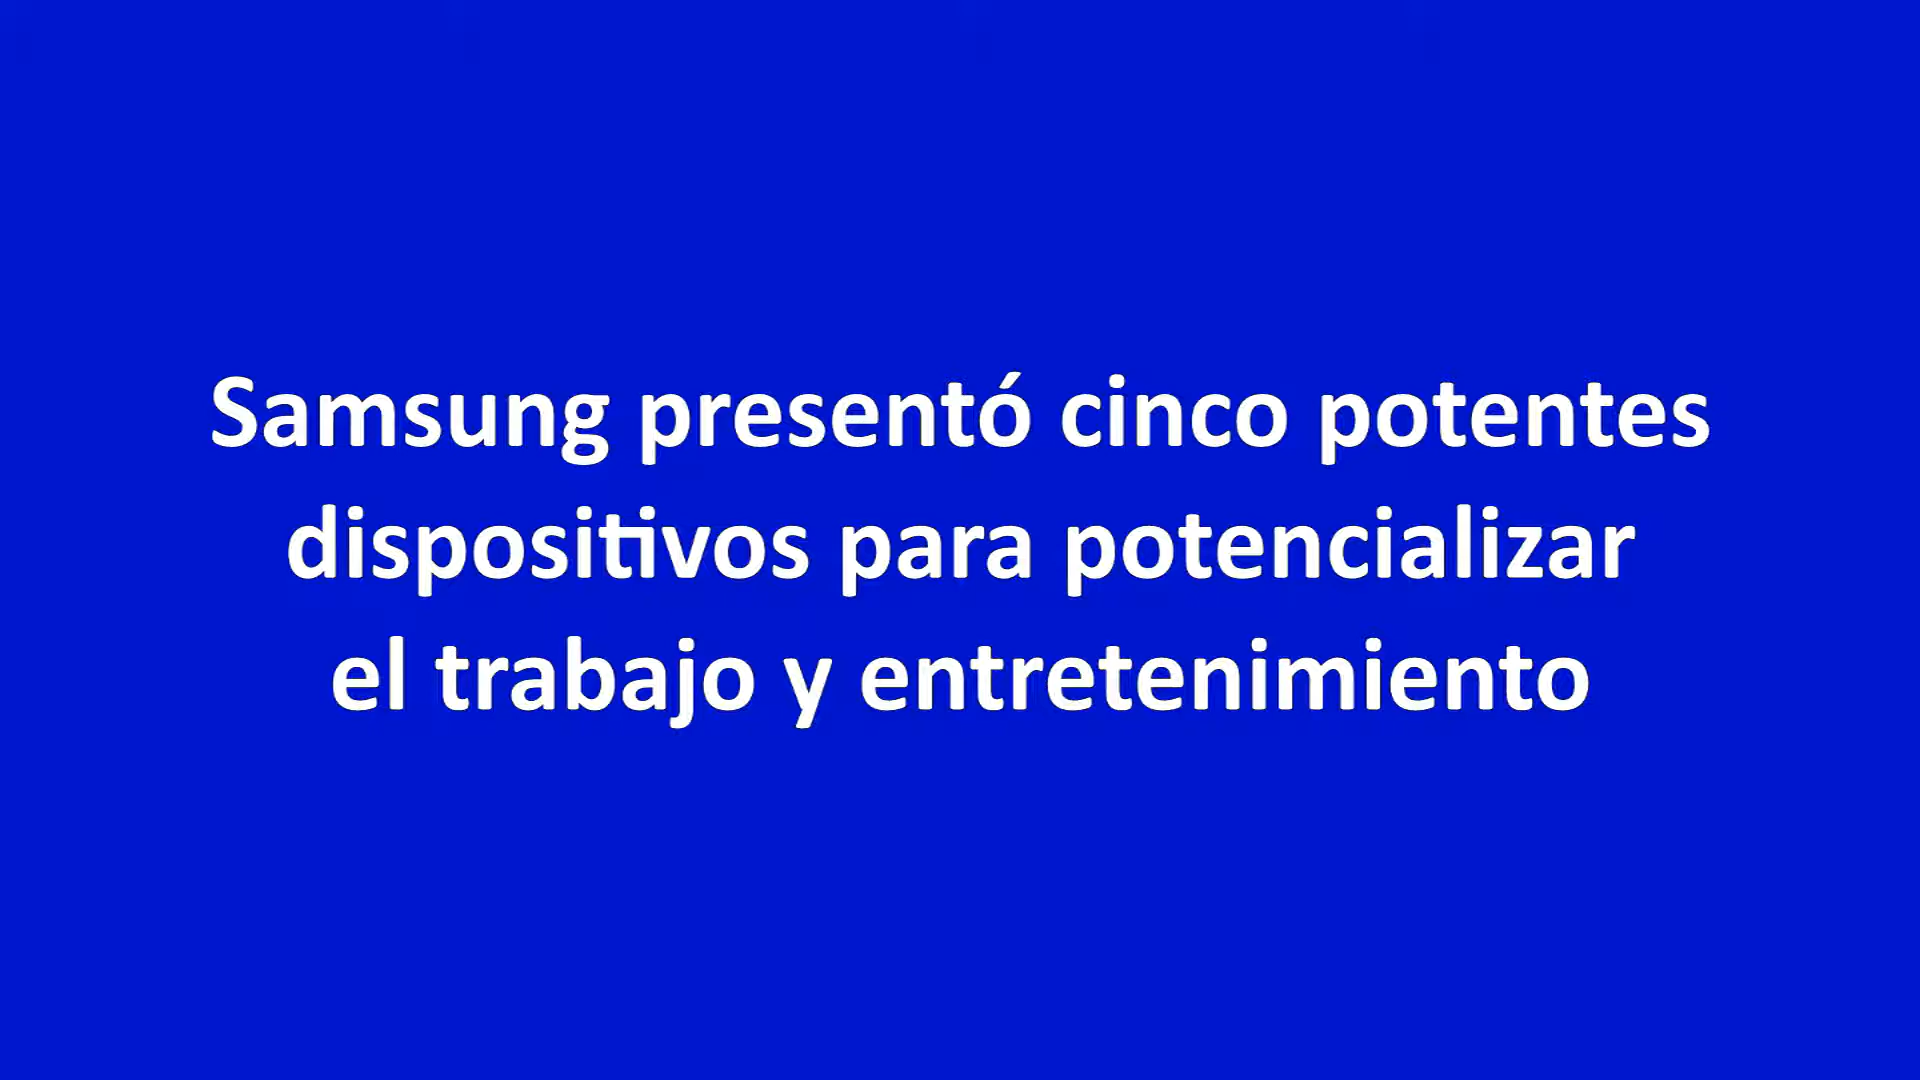 Samsung presentó cinco potentes
dispositivos para potencializar
el trabajo y entretenimiento